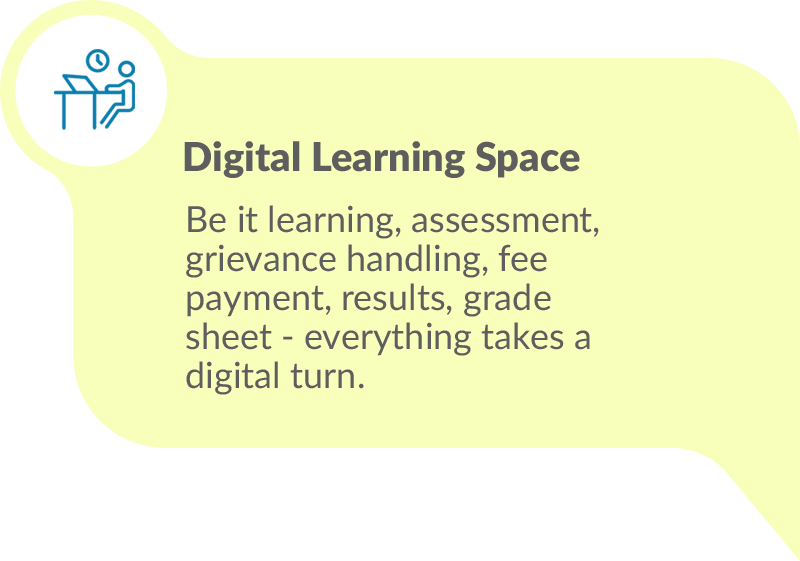 Digital Learning Space
Be it learning, assessment,
grievance handling, fee
payment, results, grade
sheet - everything takes a
digital turn.